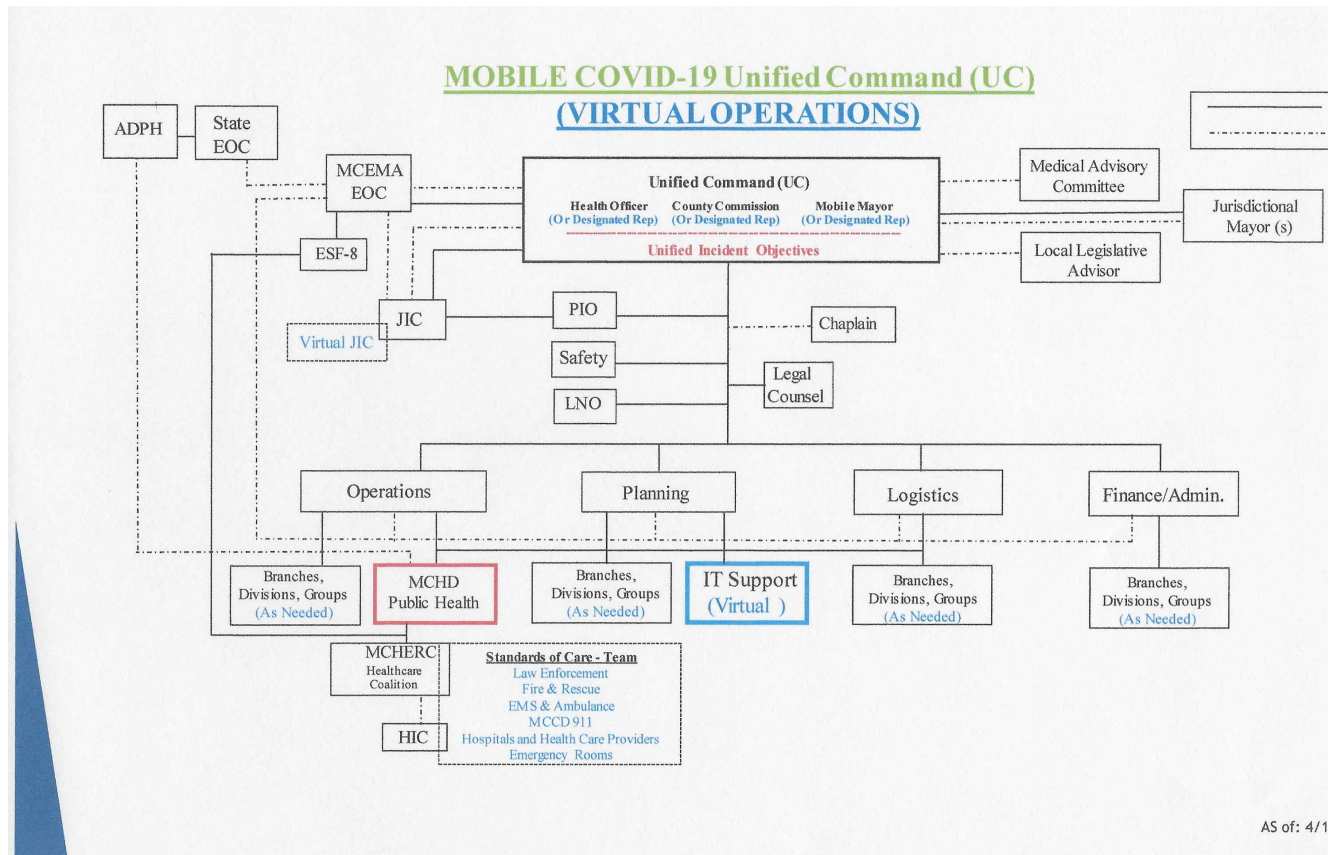 MOBILE COVID-19 Unified Command (UC)
(VIRTUAL OPERATIONS)
ADPH
State
EOC
MCEMA
EOC
ESF-8
Unified Command (UC)
Health Officer County Commission Mobile Mayor
(Or Designated Rep) (Or Designated Rep) (Or Designated Rep)
Unified Incident Objectives
Medical Advisory
Committee
Jurisdictional
Mayor (s)
Local Legislative
Advisor
JIC
Virtual JIC
PIO
Safety
LNO
Chaplain
Legal
Counsel
Operations
Planning
Logistics
Finance/Admin.
Branches,
Divisions, Groups
(As Needed)
MCHD
Public Health
Branches,
Divisions, Groups
(As Needed)
IT Support
(Virtual )
Branches,
Divisions, Groups
(As Needed)
Branches,
Divisions, Groups
(As Needed)
MCHERC
Healthcare
Coalition
HIC
Standards of Care - Team
Law Enforcement
Fire & Rescue
EMS & Ambulance
MCCD 911
Hospitals and Health Care Providers
Emergency Rooms
AS of: 4/1